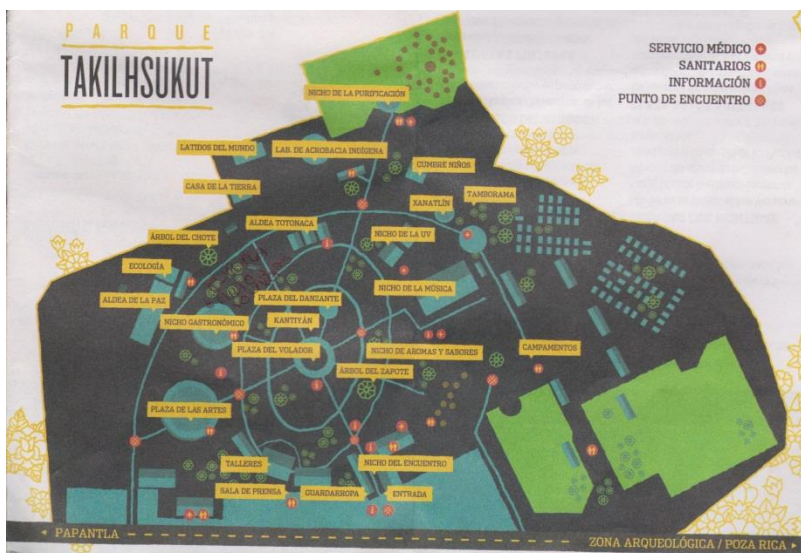 PARQUE
TAKILHSUKUT
SERVICIO MÉDICO
SANITARIOS
INFORMACIÓN
PUNTO DE ENCUENTRO
NICHO DE LA PURIFICACIÓN
LATIDOS DEL MUNDO
LAB. DE ACROBACIA INDÍGENA
CUMBRE NIÑOS
CASA DE LA TIERRA
XANATLÍN
TAMBORAMA
ALDEA TOTONACA
ÁRBOL DEL CHOTE
NICHO DE LA UV
ECOLOGÍA
ALDEA DE LA PAZ
NICHO DE LA MÚSICA
PLAZA DEL DANZANTE
KANTIYÁN
NICHO GASTRONÓMICO
PLAZA DEL VOLADOR
NICHO DE AROMAS Y SABORES
CAMPAMENTOS
ÁRBOL DEL ZAPOTE
PLAZA DE LAS ARTES
TALLERES
NICHO DEL ENCUENTRO
SALA DE PRENSA
GUARDARROPA
ENTRADA
PAPANTLA
ZONA ARQUEOLÓGICA / POZA RICA